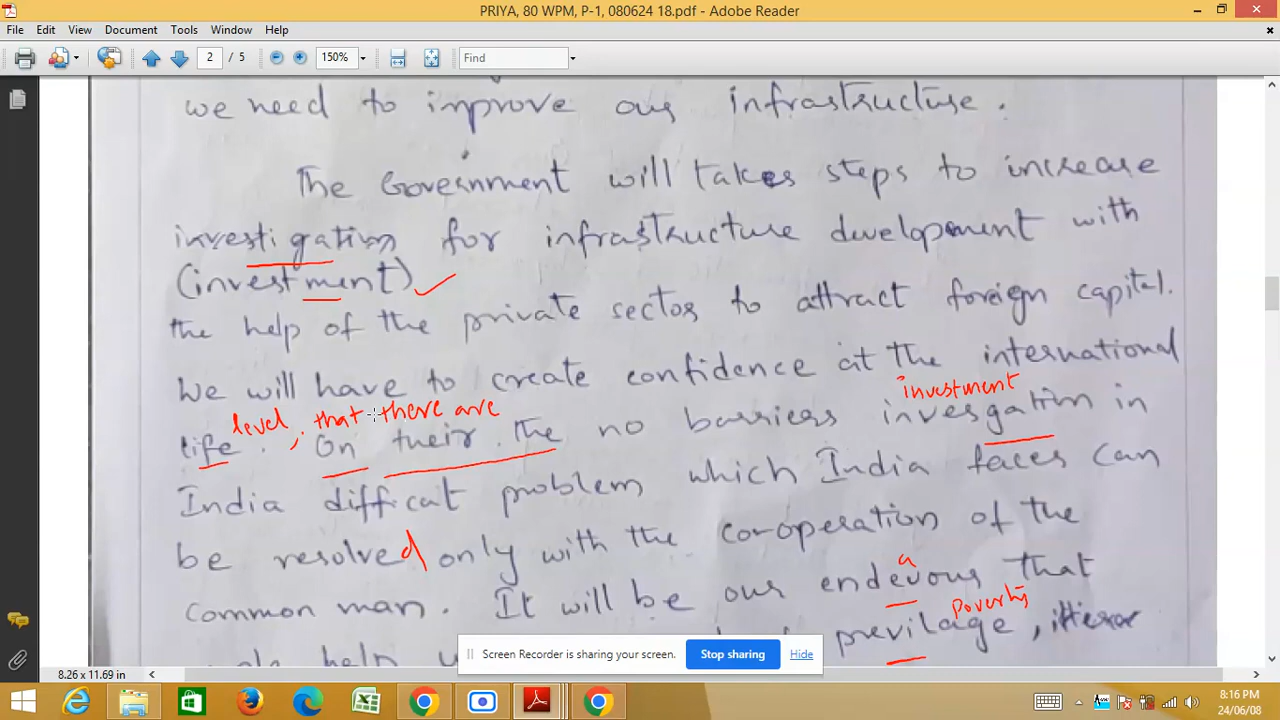 PRIYA, 80 WPM, P-1, 080624 18.pdf - Adobe Reader
File Edit View Document Tools Window Help
2 / 5 150% Find
we need to improve our infrastructure.
The Government will takes steps to increase
investigation for infrastructure development with
(investment)
the help of the private sector to attract foreign capital.
We will have to create confidence at the international
level, that there are investment
life. On their the no barriers invesgation in
India difficat problem which India faces can
be resolved only with the co-operation of the
a
common man. It will be our endevous that
poverty
help previlage,
Screen Recorder is sharing your screen. Stop sharing Hide
8.26 x 11.69 in
8:16 PM
24/06/08